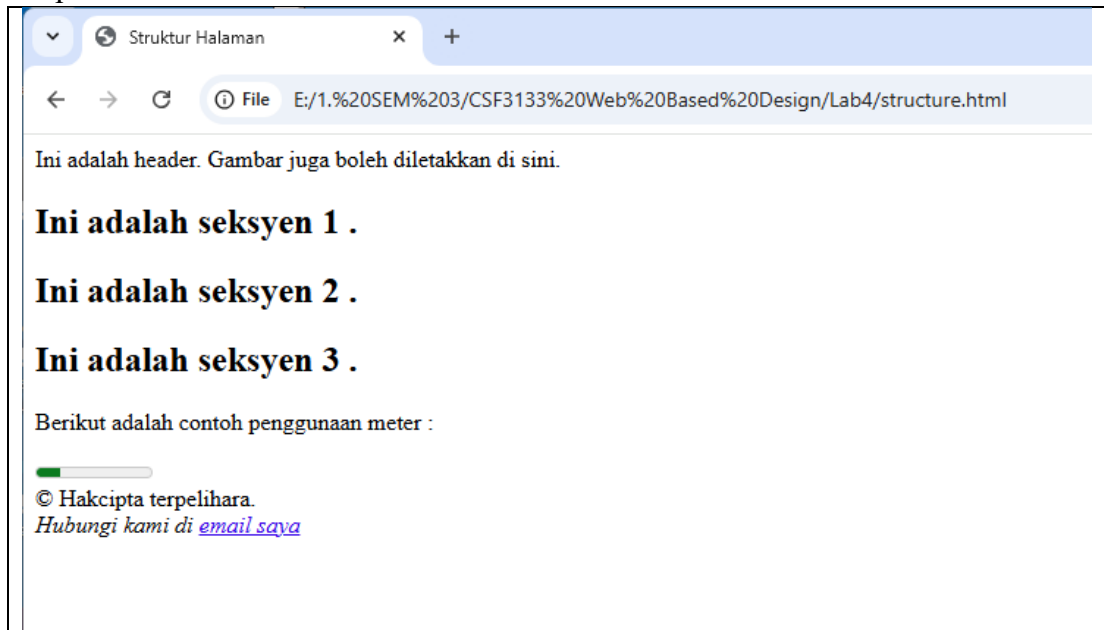 Struktur Halaman
File E:/1.%20SEM%203/CSF3133%20Web%20Based%20Design/Lab4/structure.html
Ini adalah header. Gambar juga boleh diletakkan di sini.
Ini adalah seksyen 1 .
Ini adalah seksyen 2 .
Ini adalah seksyen 3 .
Berikut adalah contoh penggunaan meter :
© Hakcipta terpelihara.
Hubungi kami di email saya